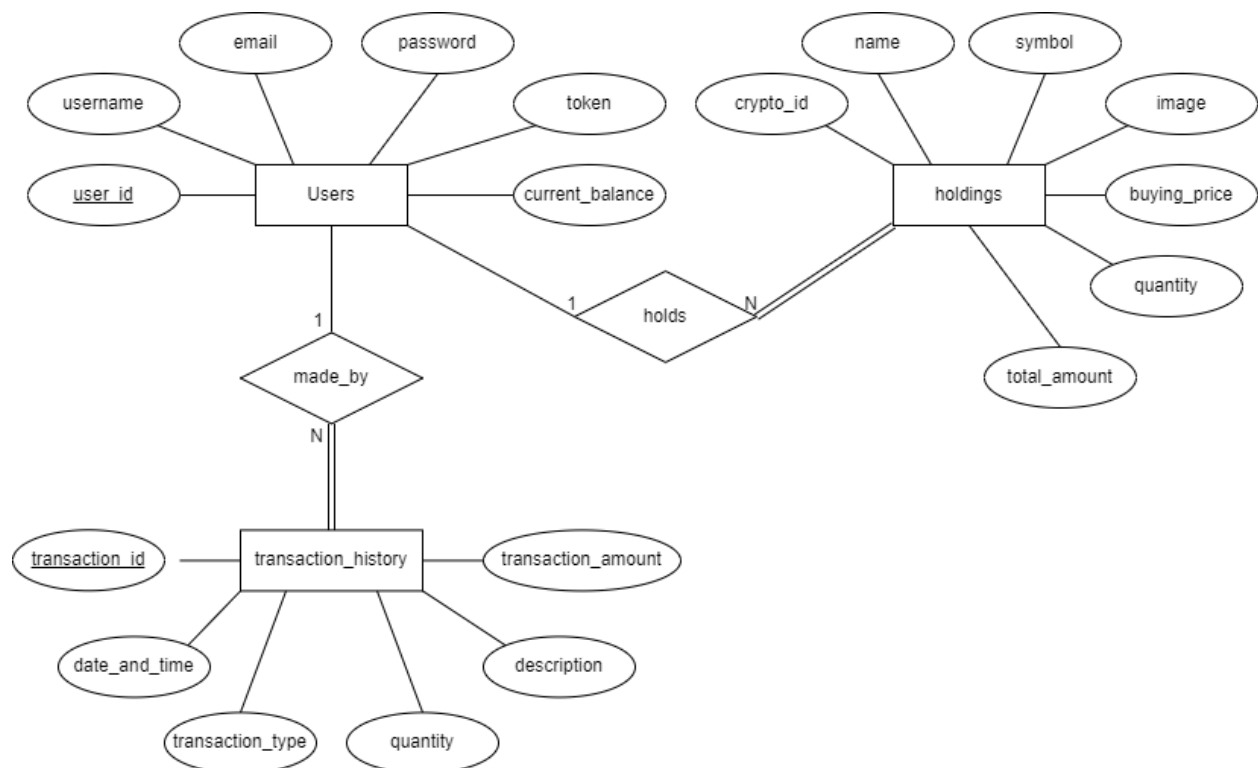 email
password
name
symbol
username
token
crypto_id
image
user_id
Users
current_balance
holdings
buying_price
quantity
1
holds
N
1
made_by
total_amount
N
transaction_id
transaction_history
transaction_amount
date_and_time
description
transaction_type
quantity